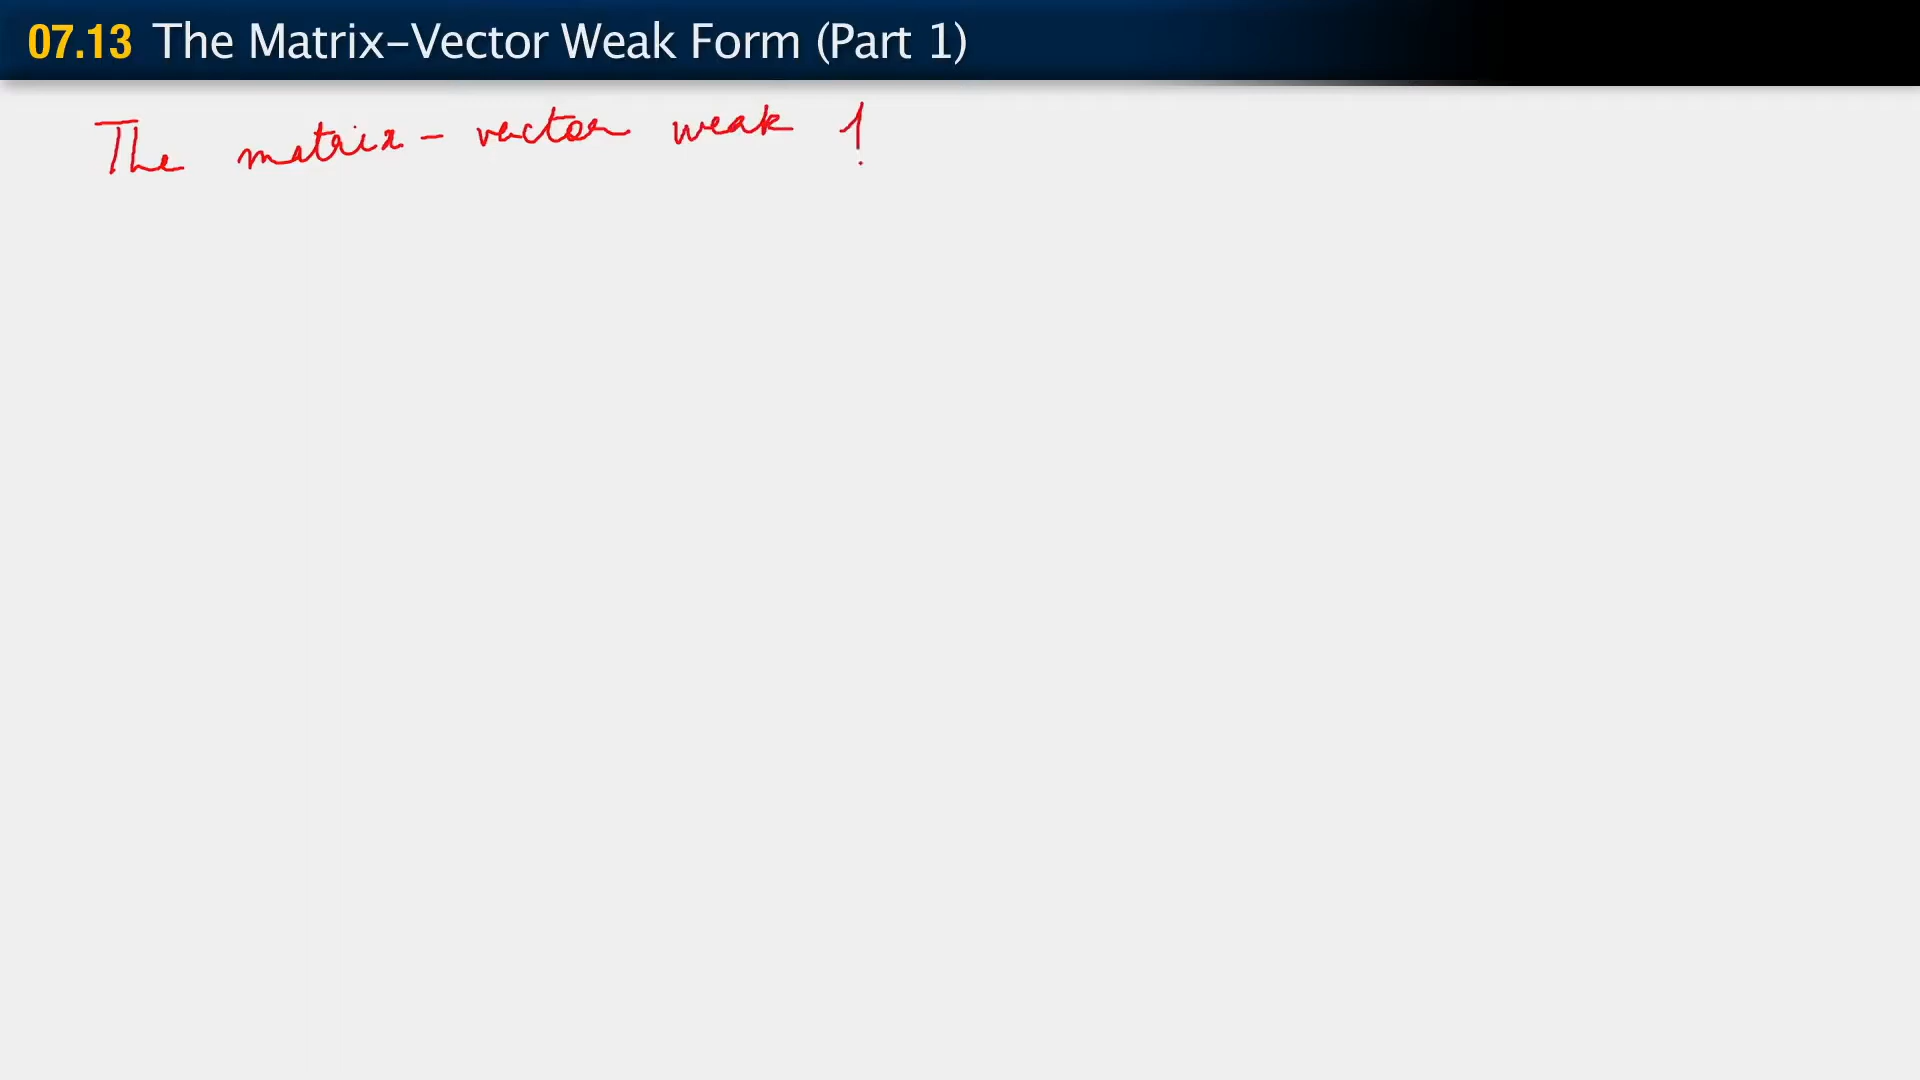 07.13 The Matrix-Vector Weak Form (Part 1)
The matrix - vector weak f